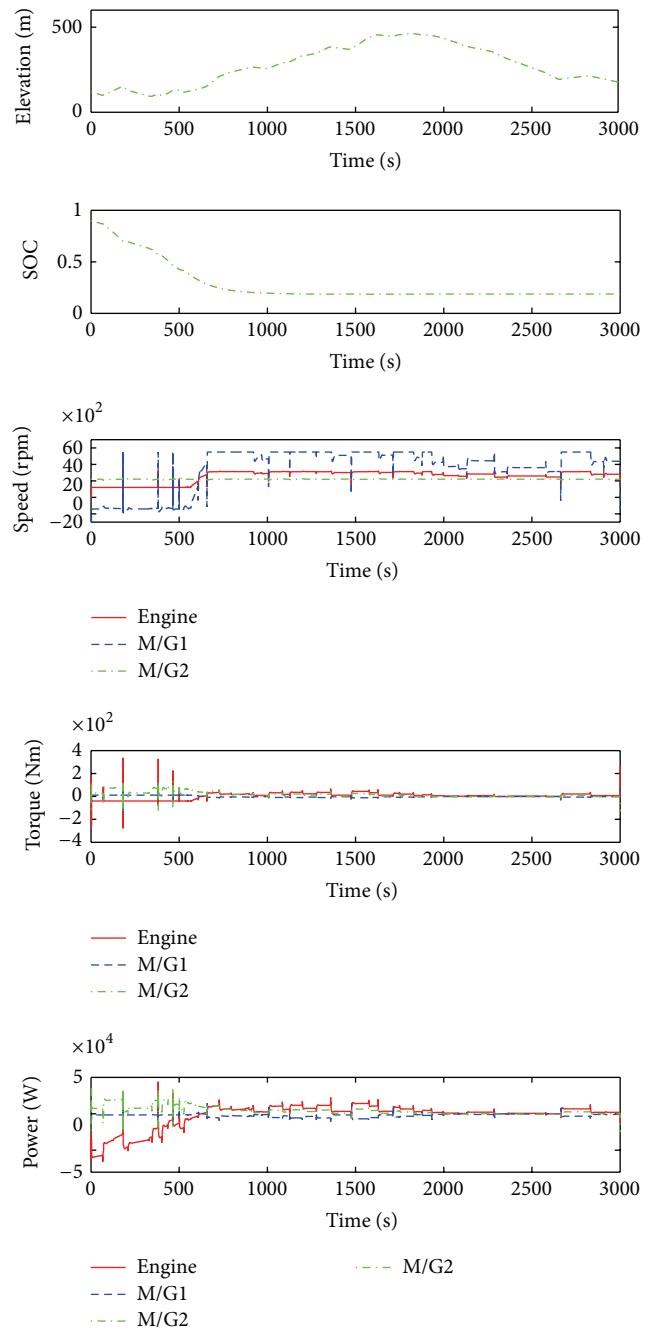 Elevation (m)
500
0
0 500 1000 1500 2000 2500 3000
Time (s)
SOC
1
0.5
0
0 500 1000 1500 2000 2500 3000
Time (s)
×10²
Speed (rpm)
60
40
20
0
−20
0 500 1000 1500 2000 2500 3000
Time (s)
Engine
M/G1
M/G2
×10²
Torque (Nm)
4
2
0
−2
−4
0 500 1000 1500 2000 2500 3000
Time (s)
Engine
M/G1
M/G2
×10⁴
Power (W)
5
0
−5
0 500 1000 1500 2000 2500 3000
Time (s)
Engine M/G2
M/G1
M/G2